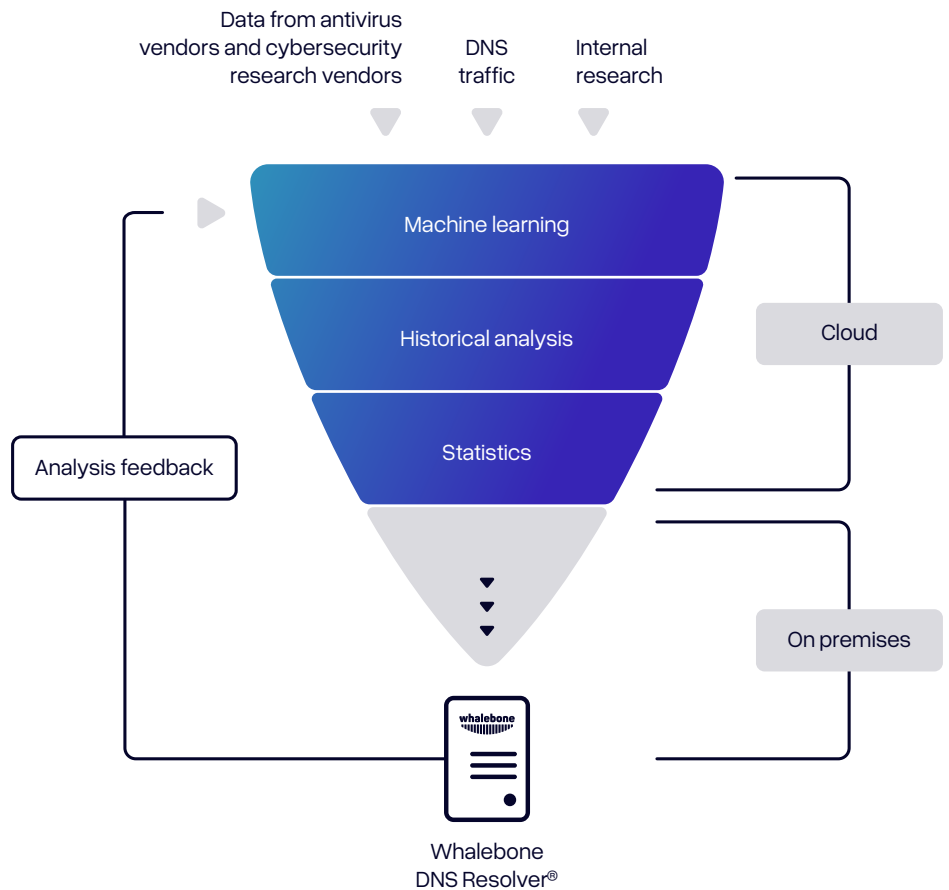 Data from antivirus
vendors and cybersecurity
research vendors
DNS
traffic
Internal
research
Machine learning
Historical analysis
Cloud
Statistics
Analysis feedback
On premises
whalebone
Whalebone
DNS Resolver®